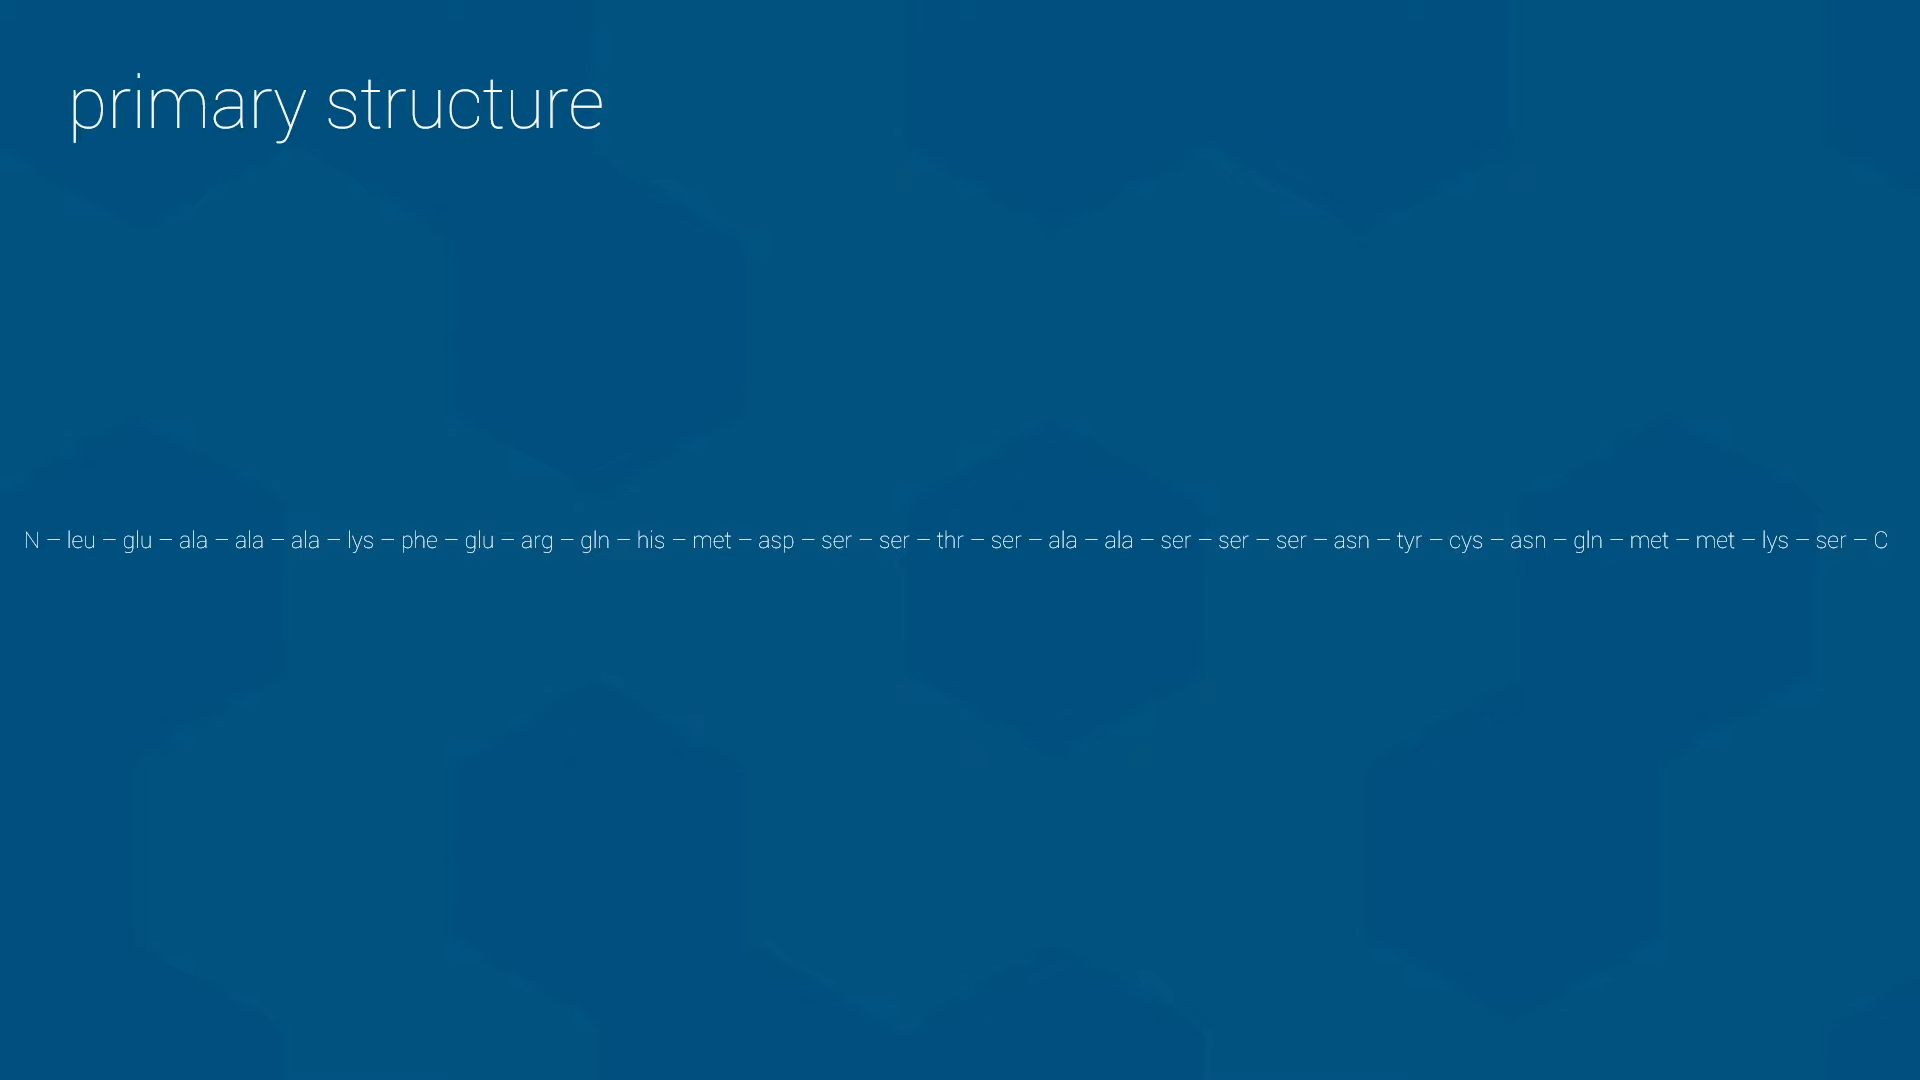 primary structure
N – leu – glu – ala – ala – ala – lys – phe – glu – arg – gln – his – met – asp – ser – ser – thr – ser – ala – ala – ser – ser – ser – asn – tyr – cys – asn – gln – met – met – lys – ser – C